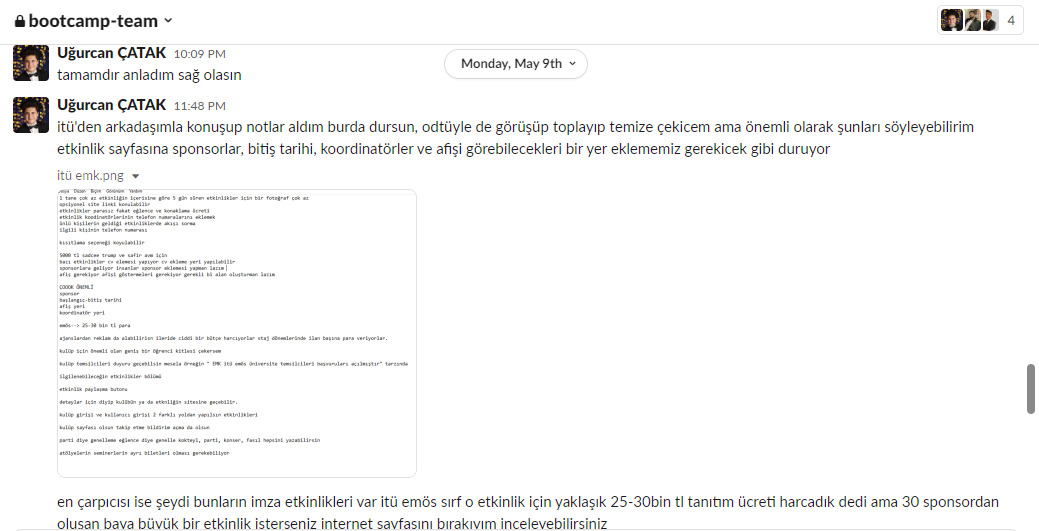 bootcamp-team
4
Uğurcan ÇATAK 10:09 PM
tamamdır anladım sağ olasın
Monday, May 9th
Uğurcan ÇATAK 11:48 PM
itü'den arkadaşımla konuşup notlar aldım burda dursun, odtüyle de görüşüp toplayıp temize çekicem ama önemli olarak şunları söyleyebilirim
etkinlik sayfasına sponsorlar, bitiş tarihi, koordinatörler ve afişi görebilecekleri bir yer eklememiz gerekicek gibi duruyor
itü emk.png
Düzen Biçim Görünüm Yardım
1 tane çok az etkinliğin içerisine göre 5 gün süren etkinlikler için bir fotoğraf çok az
opsiyonel site linki konulabilir
etkinlikler parasız fakat eğlence ve konaklama ücreti
etkinlik koodinatörlerinin telefon numaralarını eklemek
ünlü kişilerin geldiği etkinliklerde akışı sorma
ilgili kişinin telefon numarası
kısıtlama seçeneği koyulabilir
5000 tl sadcee trump ve safir avm için
bazı etkinlikler cv elemesi yapıyor cv ekleme yeri yapılabilir
sponsorlara geliyor insanlar sponsor eklemesi yapman lazım
afiş gerekiyor afişi göstermeleri gerekiyor gerekli bi alan oluşturman lazım
ÇOOOK ÖNEMLİ
sponsor
başlangıç-bitiş tarihi
afiş yeri
koordinatör yeri
emös--> 25-30 bin tl para
ajanslardan reklam da alabilirisn ileride ciddi bir bütçe harcıyorlar staj dönemlerinde ilan başına para veriyorlar.
kulüp için önemli olan geniş bir öğrenci kitlesi çekersem
kulüp temsilcileri duyuru geçebilsin mesela örneğin " EMK itü emös üniversite temsilcileri başvuruları açılmıştır" tarzında
ilgilenebileceğin etkinlikler bölümü
etkinlik paylaşma butonu
detaylar için diyip kulübün ya da etkniliğin sitesine geçebilir.
kulüp girişi ve kullanıcı girişi 2 farklı yoldan yapılsın etkinlikleri
kulüp sayfası olsun takip etme bildirim açma da olsun
parti diye genelleme eğlence diye genelle kokteyl, parti, konser, fasıl hepsini yazabilirsin
atölyelerin seminerlerin ayrı biletleri olması gerekebiliyor
en çarpıcısı ise şeydi bunların imza etkinlikleri var itü emös sırf o etkinlik için yaklaşık 25-30bin tl tanıtım ücreti harcadık dedi ama 30 sponsordan
oluşan baya büyük bir etkinlik isterseniz internet sayfasını bırakıyım inceleyebilirsiniz